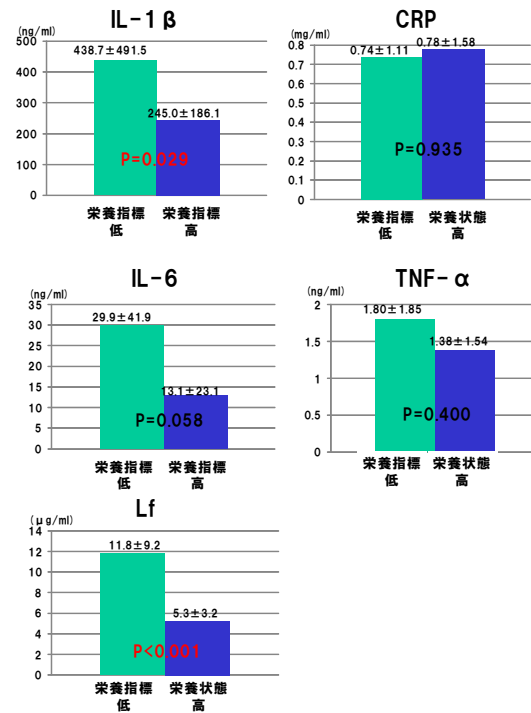 IL-1β
(ng/ml)
500
400
300
200
100
0
438.7±491.5
245.0±186.1
P=0.029
栄養指標
低
栄養指標
高
CRP
(mg/ml)
0.8
0.7
0.6
0.5
0.4
0.3
0.2
0.1
0
0.74±1.11
0.78±1.58
P=0.935
栄養指標
低
栄養状態
高
IL-6
(ng/ml)
35
30
25
20
15
10
5
0
29.9±41.9
13.1±23.1
P=0.058
栄養指標
低
栄養指標
高
TNF-α
(ng/ml)
2
1.5
1
0.5
0
1.80±1.85
1.38±1.54
P=0.400
栄養指標
低
栄養状態
高
Lf
(μg/ml)
14
12
10
8
6
4
2
0
11.8±9.2
5.3±3.2
P<0.001
栄養指標
低
栄養状態
高